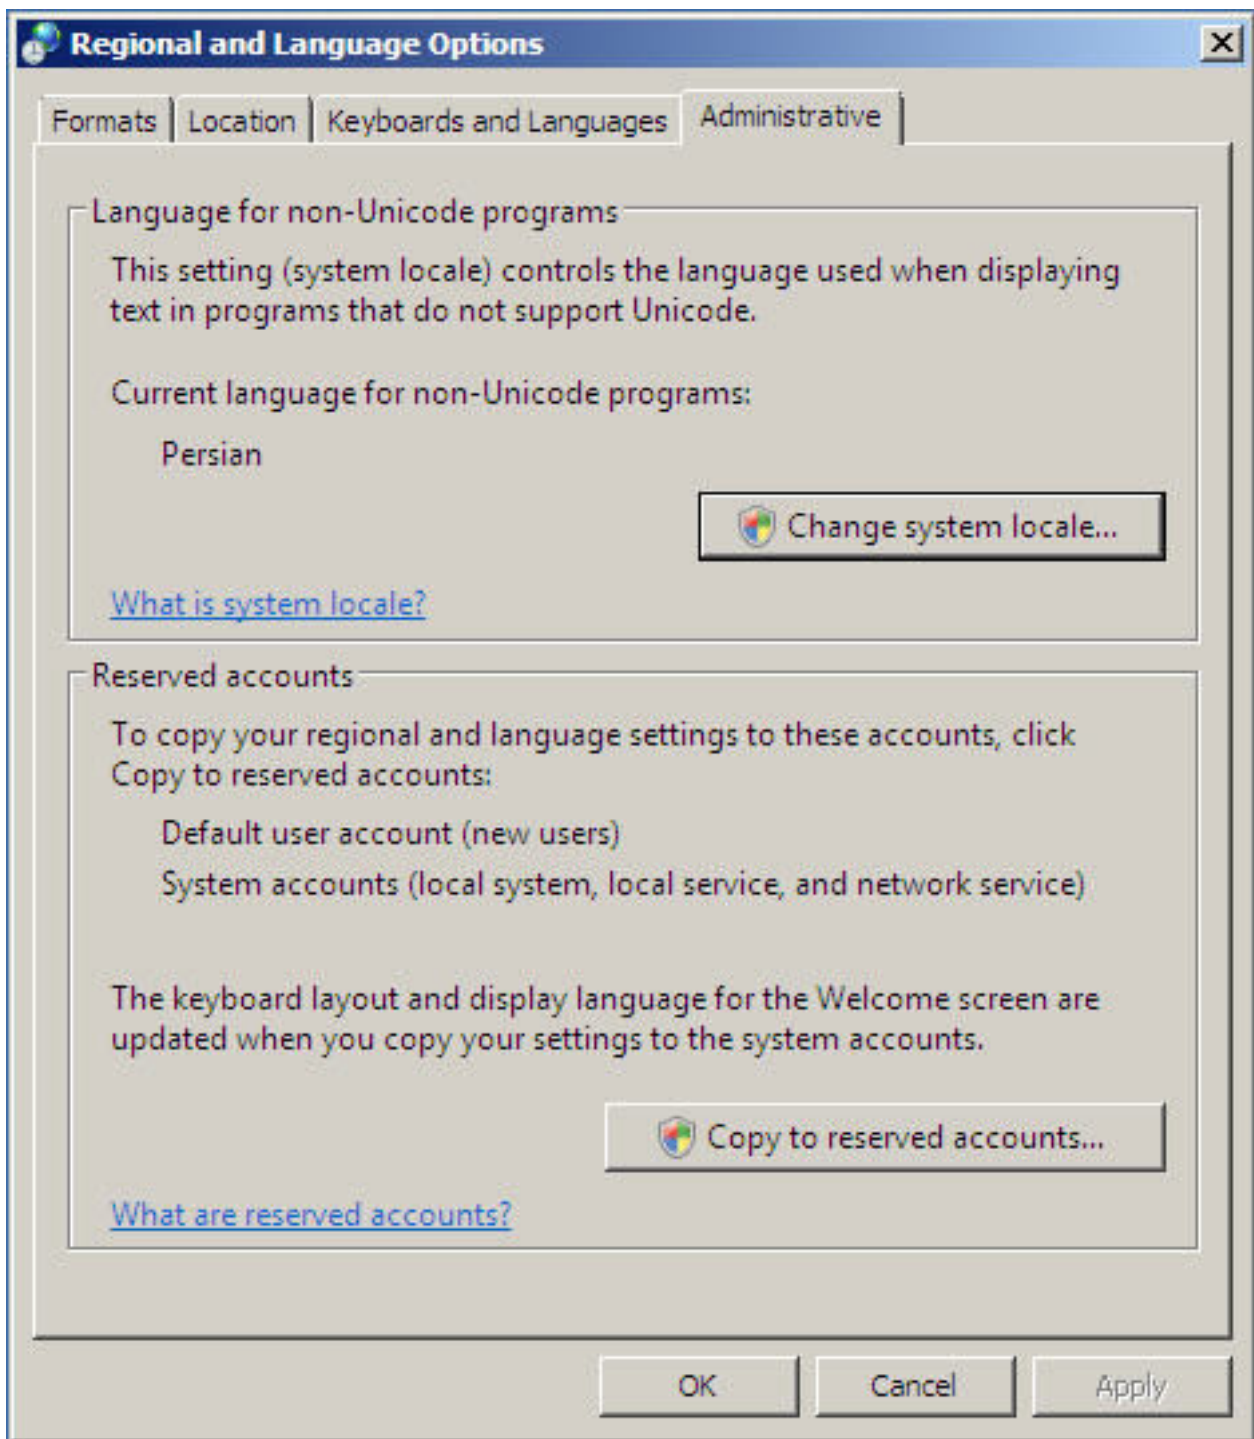 Regional and Language Options
Formats
Location
Keyboards and Languages
Administrative
Language for non-Unicode programs
This setting (system locale) controls the language used when displaying
text in programs that do not support Unicode.
Current language for non-Unicode programs:
Persian
Change system locale...
What is system locale?
Reserved accounts
To copy your regional and language settings to these accounts, click
Copy to reserved accounts:
Default user account (new users)
System accounts (local system, local service, and network service)
The keyboard layout and display language for the Welcome screen are
updated when you copy your settings to the system accounts.
Copy to reserved accounts...
What are reserved accounts?
OK
Cancel
Apply